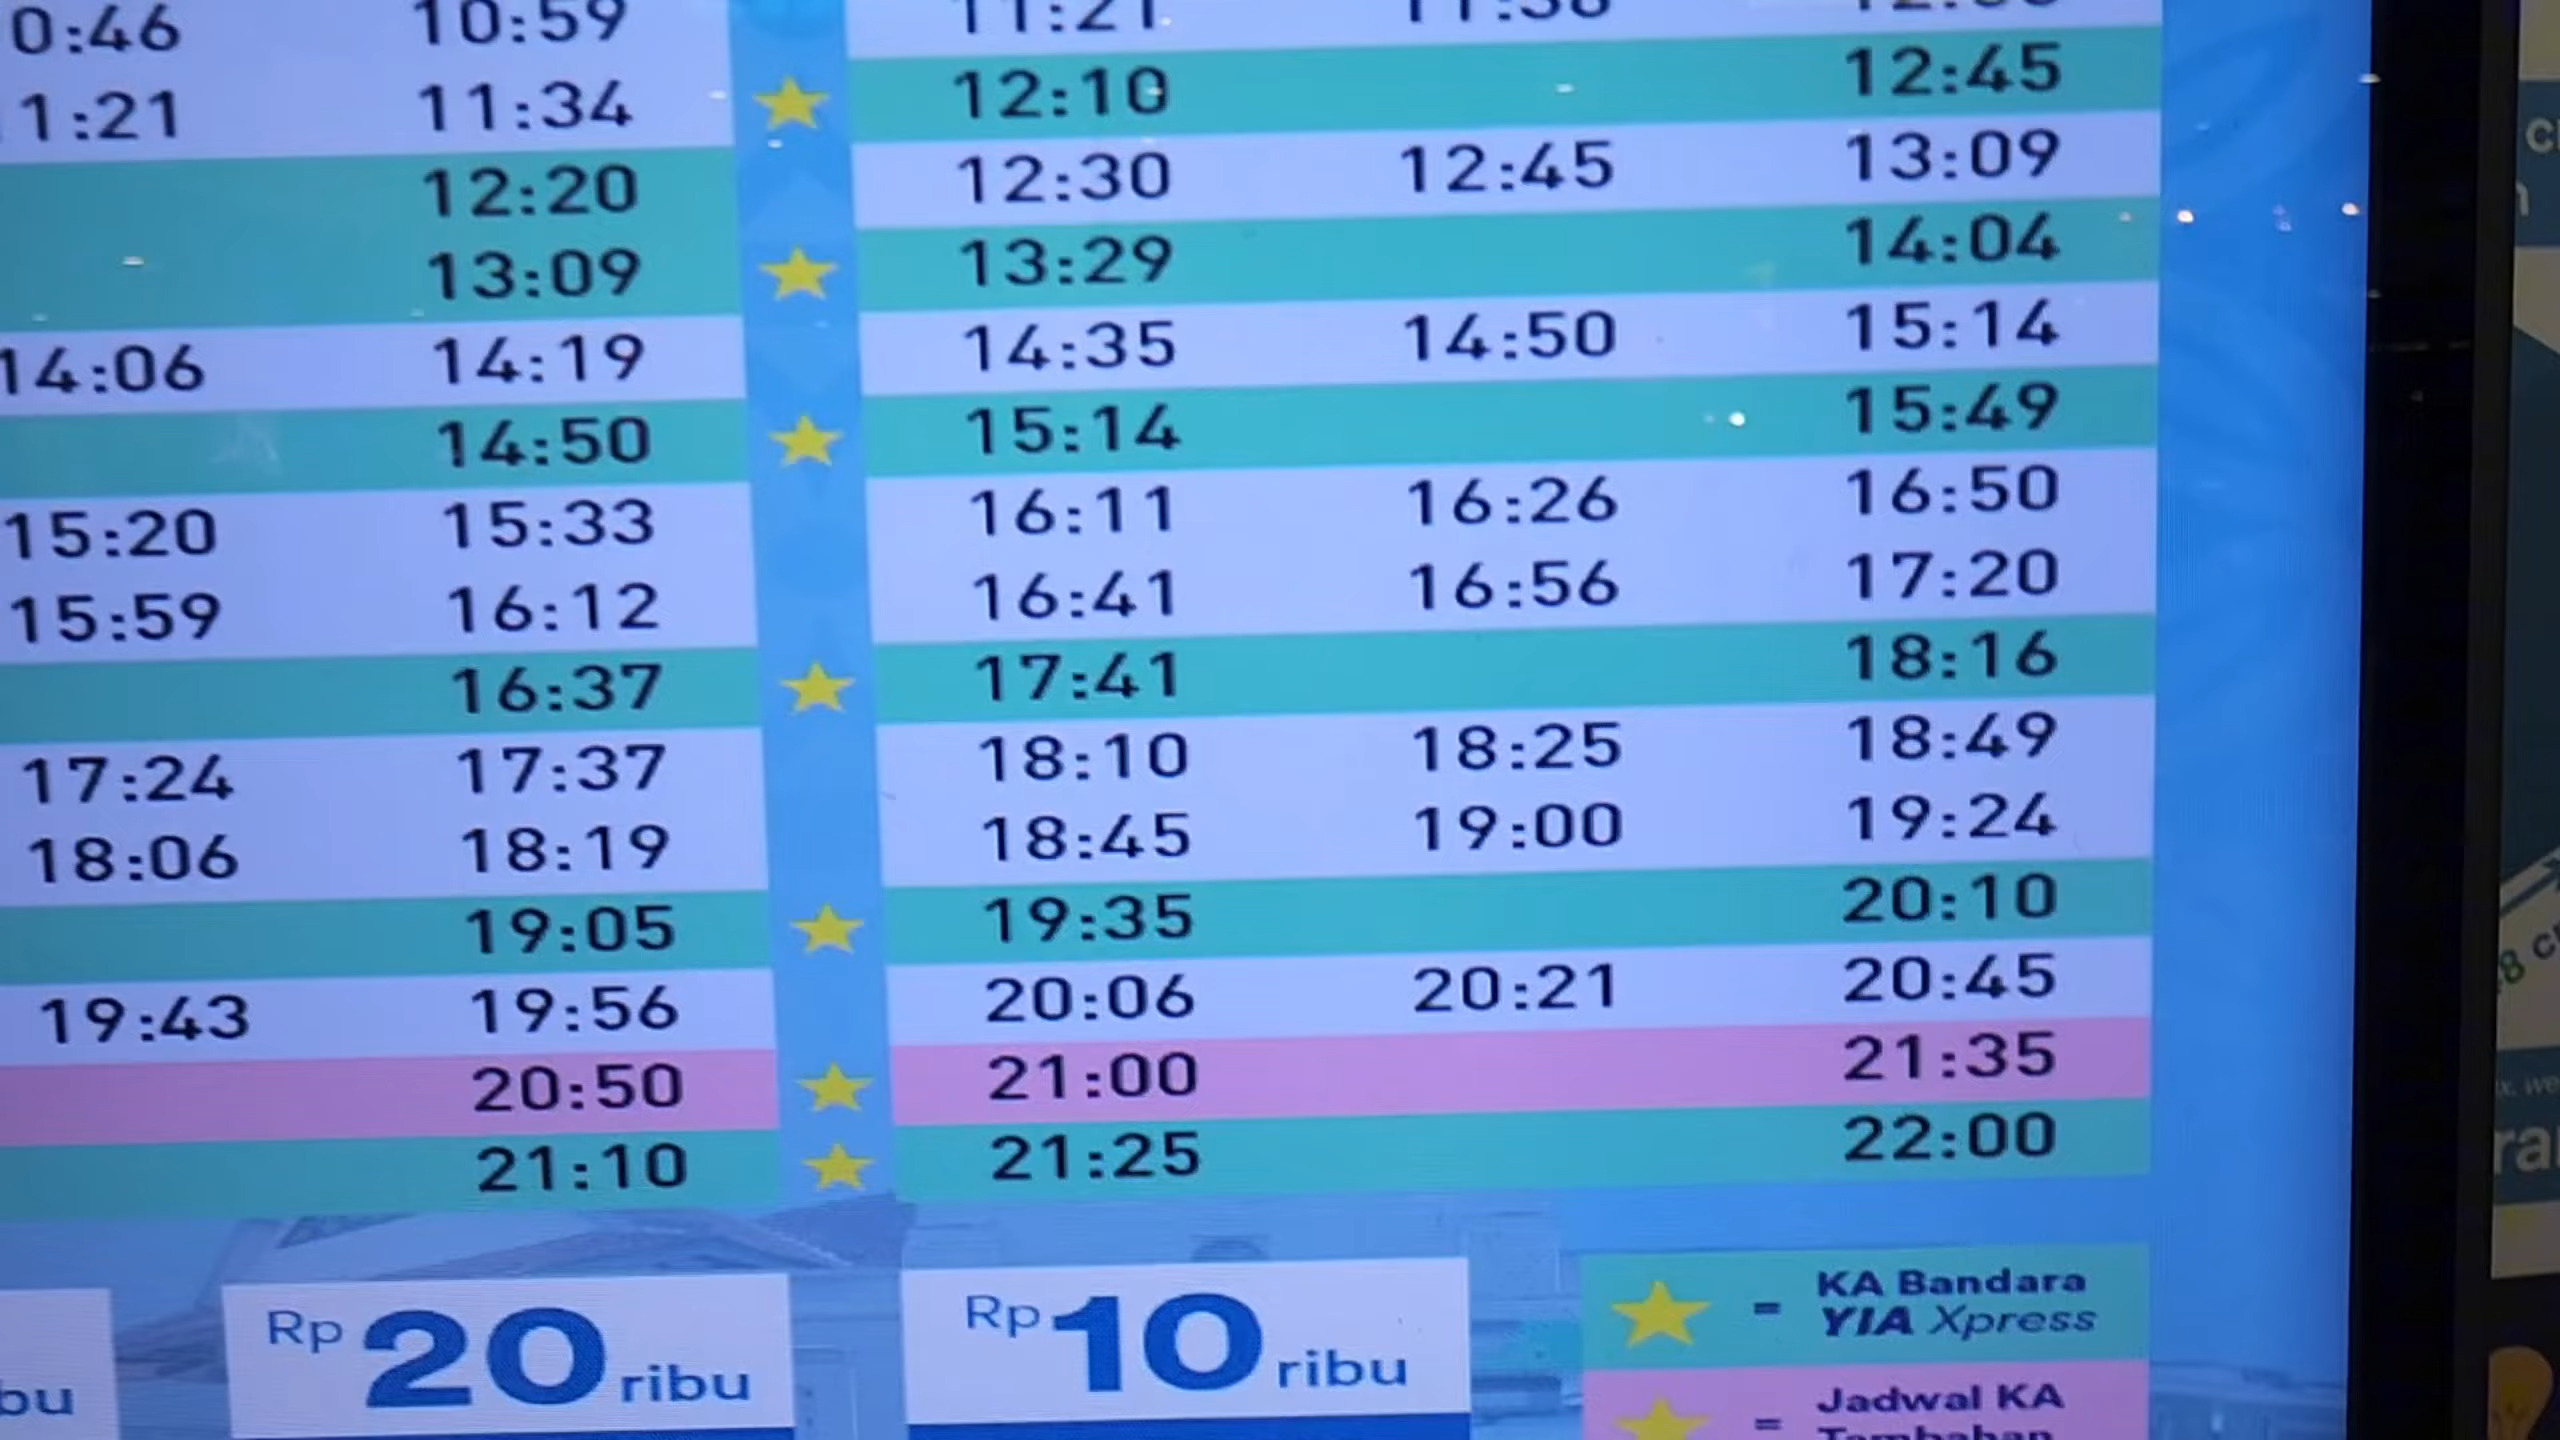 10:59 11:21
11:34 12:10 12:45
12:20 12:30 12:45 13:09
13:09 13:29 14:04
14:06 14:19 14:35 14:50 15:14
14:50 15:14 15:49
15:20 15:33 16:11 16:26 16:50
15:59 16:12 16:41 16:56 17:20
16:37 17:41 18:16
17:24 17:37 18:10 18:25 18:49
18:06 18:19 18:45 19:00 19:24
19:05 19:35 20:10
19:43 19:56 20:06 20:21 20:45
20:50 21:00 21:35
21:10 21:25 22:00
Rp 20 ribu
Rp 10 ribu
= KA Bandara
YIA Xpress
= Jadwal KA
Tambahan